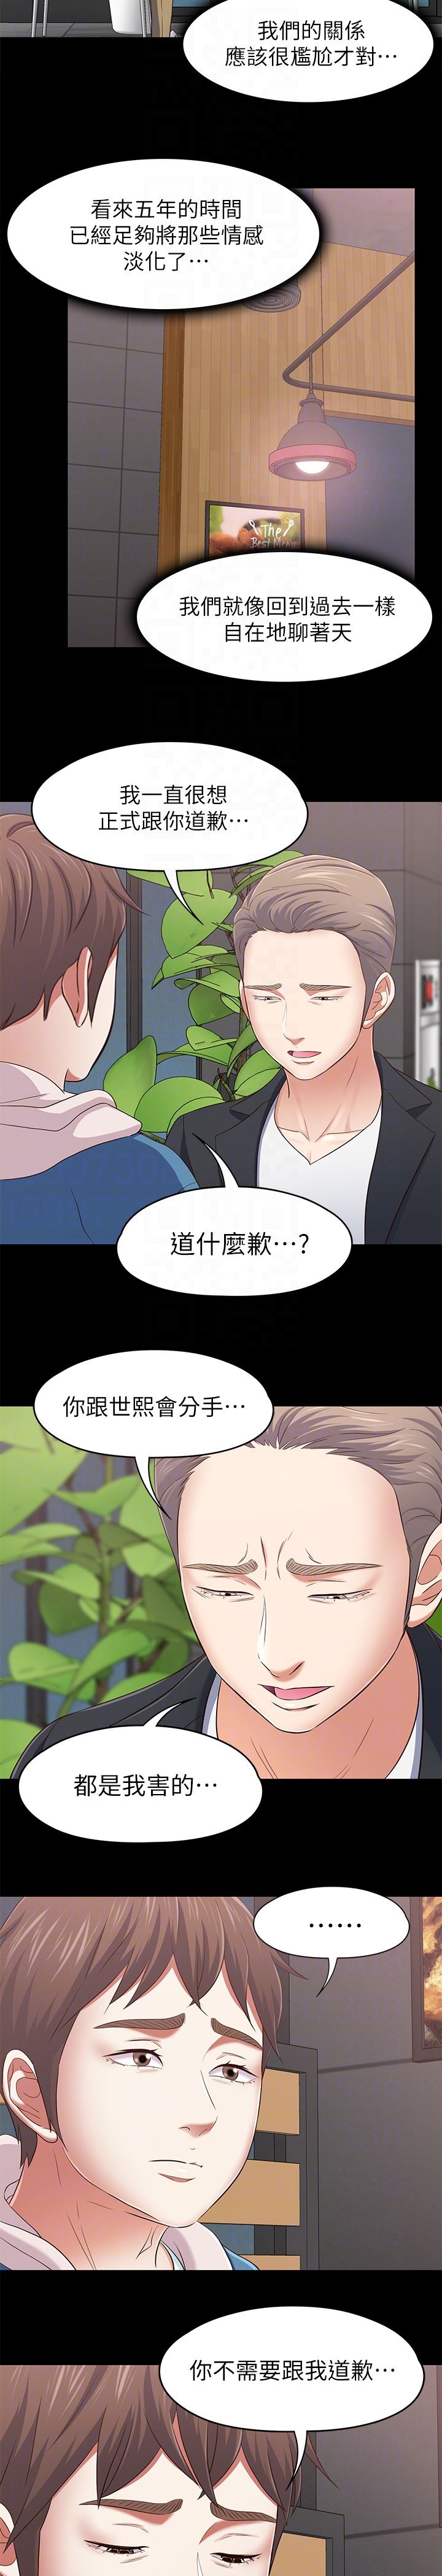 我們的關係
應該很尷尬才對⋯
看來五年的時間
已經足夠將那些情感
淡化了⋯
The
Best Menu
我們就像回到過去一樣
自在地聊著天
我一直很想
正式跟你道歉⋯
道什麼歉⋯?
你跟世熙會分手⋯
都是我害的⋯
⋯⋯
你不需要跟我道歉⋯